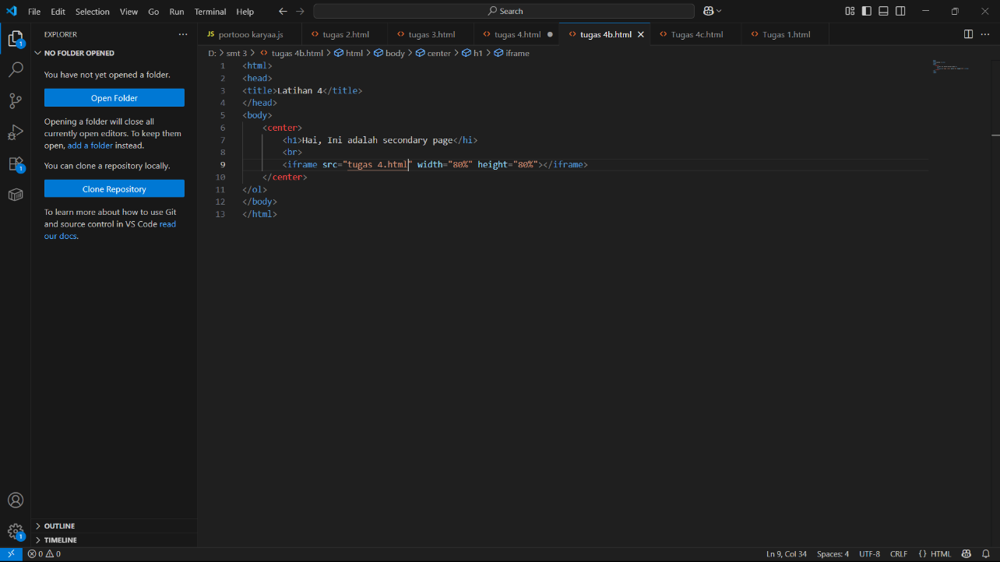 File Edit Selection View Go Run Terminal Help Search
EXPLORER
NO FOLDER OPENED
You have not yet opened a folder.
Open Folder
Opening a folder will close all
currently open editors. To keep them
open, add a folder instead.
You can clone a repository locally.
Clone Repository
To learn more about how to use Git
and source control in VS Code read
our docs.
OUTLINE
TIMELINE
JS portooo karyaa.js tugas 2.html tugas 3.html tugas 4.html tugas 4b.html Tugas 4c.html Tugas 1.html
D: > smt 3 > tugas 4b.html > html > body > center > h1 > iframe
1 <html>
2 <head>
3 <title>Latihan 4</title>
4 </head>
5 <body>
6 <center>
7 <h1>Hai, Ini adalah secondary page</hi>
8 <br>
9 <iframe src="tugas 4.html" width="80%" height="80%"></iframe>
10 </center>
11 </ol>
12 </body>
13 </html>
1
1
1
0 0 Ln 9, Col 34 Spaces: 4 UTF-8 CRLF {} HTML